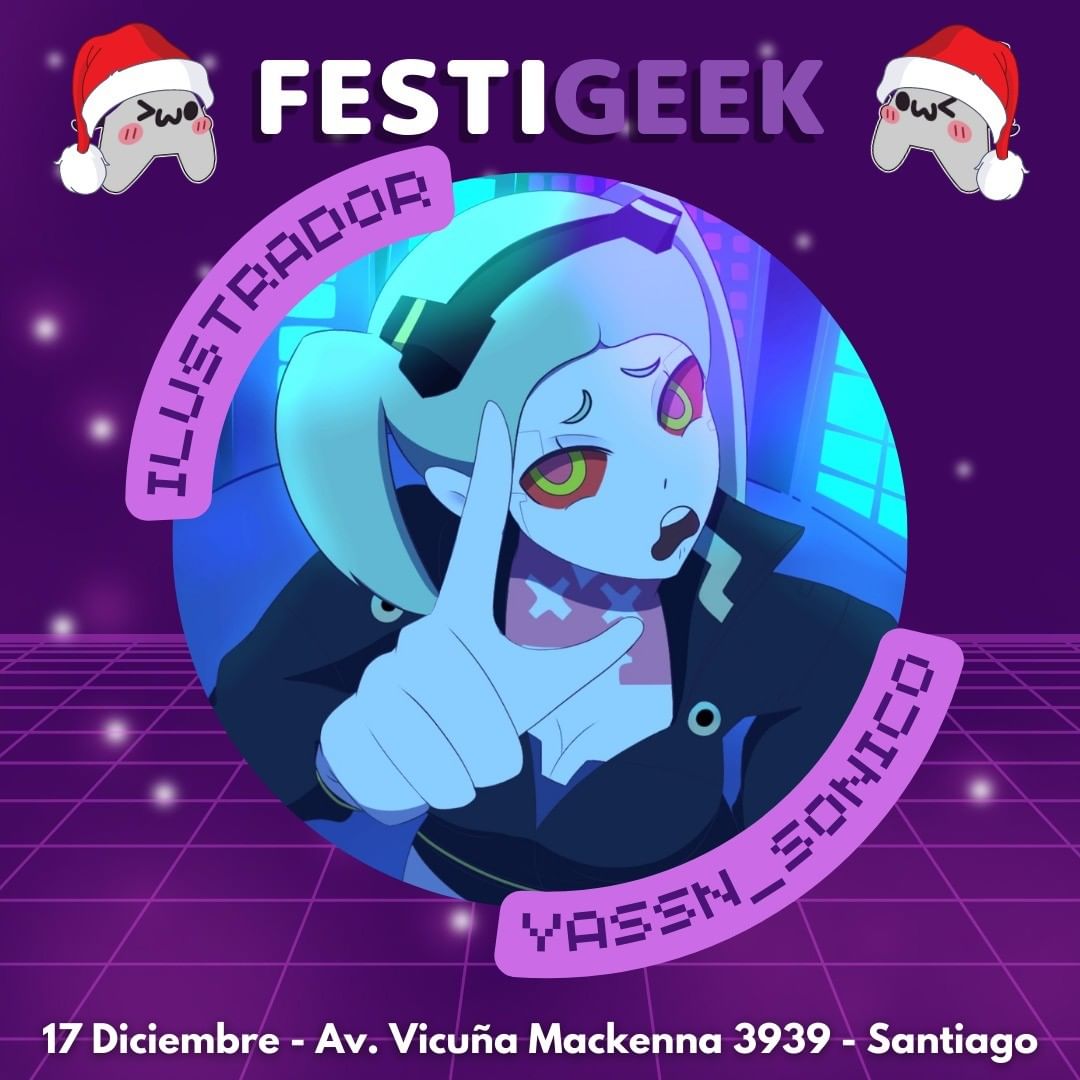 FESTIGEEK
ILUSTRADOR
YASSN_SONICO
17 Diciembre - Av. Vicuña Mackenna 3939 - Santiago